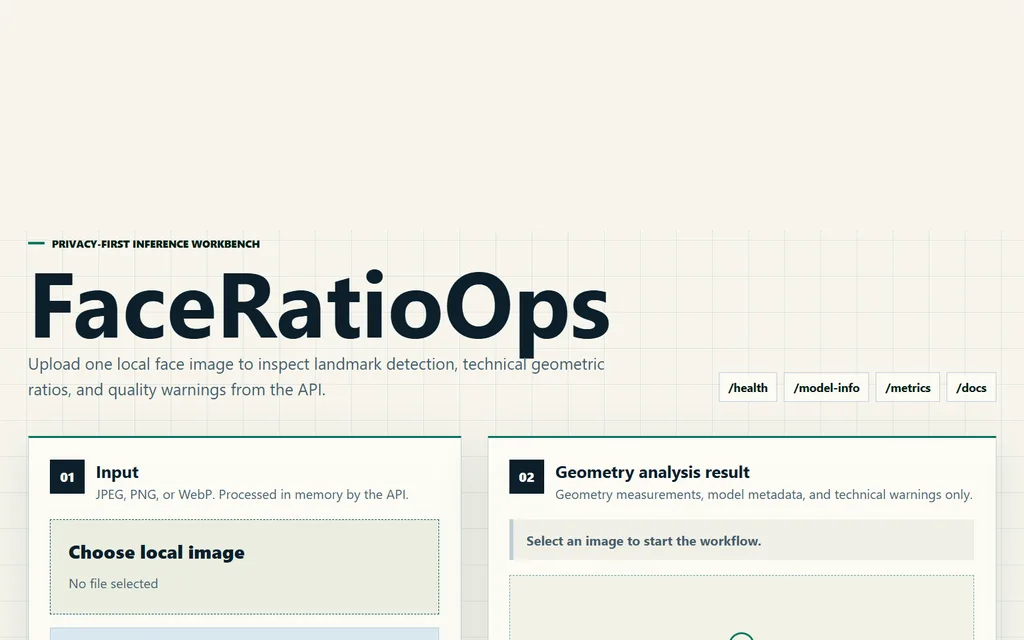 PRIVACY-FIRST INFERENCE WORKBENCH
FaceRatioOps
Upload one local face image to inspect landmark detection, technical geometric
ratios, and quality warnings from the API.
/health
/model-info
/metrics
/docs
01
Input
JPEG, PNG, or WebP. Processed in memory by the API.
Choose local image
No file selected
02
Geometry analysis result
Geometry measurements, model metadata, and technical warnings only.
Select an image to start the workflow.